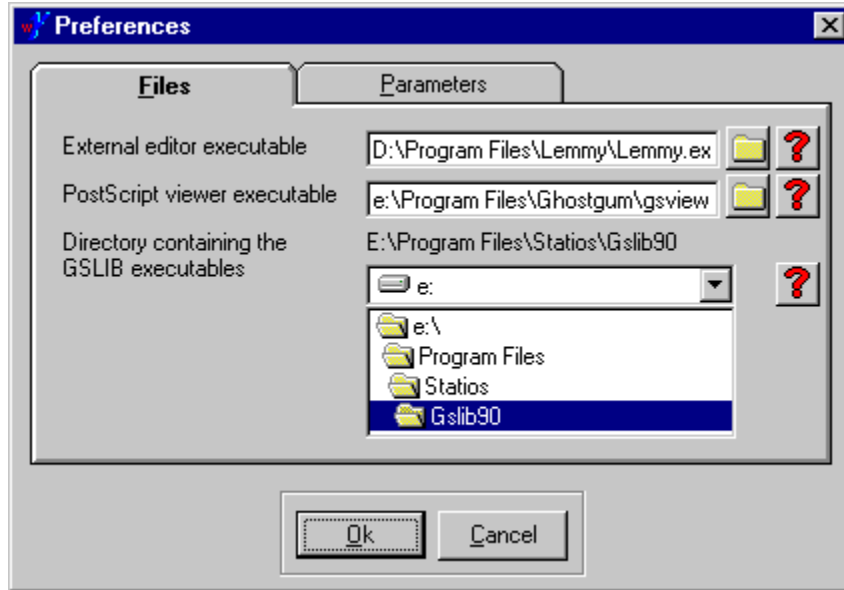 Preferences
Files
Parameters
External editor executable
D:\Program Files\Lemmy\Lemmy.ex
PostScript viewer executable
e:\Program Files\Ghostgum\gsview
Directory containing the
GSLIB executables
E:\Program Files\Statios\Gslib90
e:
e:\
Program Files
Statios
Gslib90
Ok
Cancel